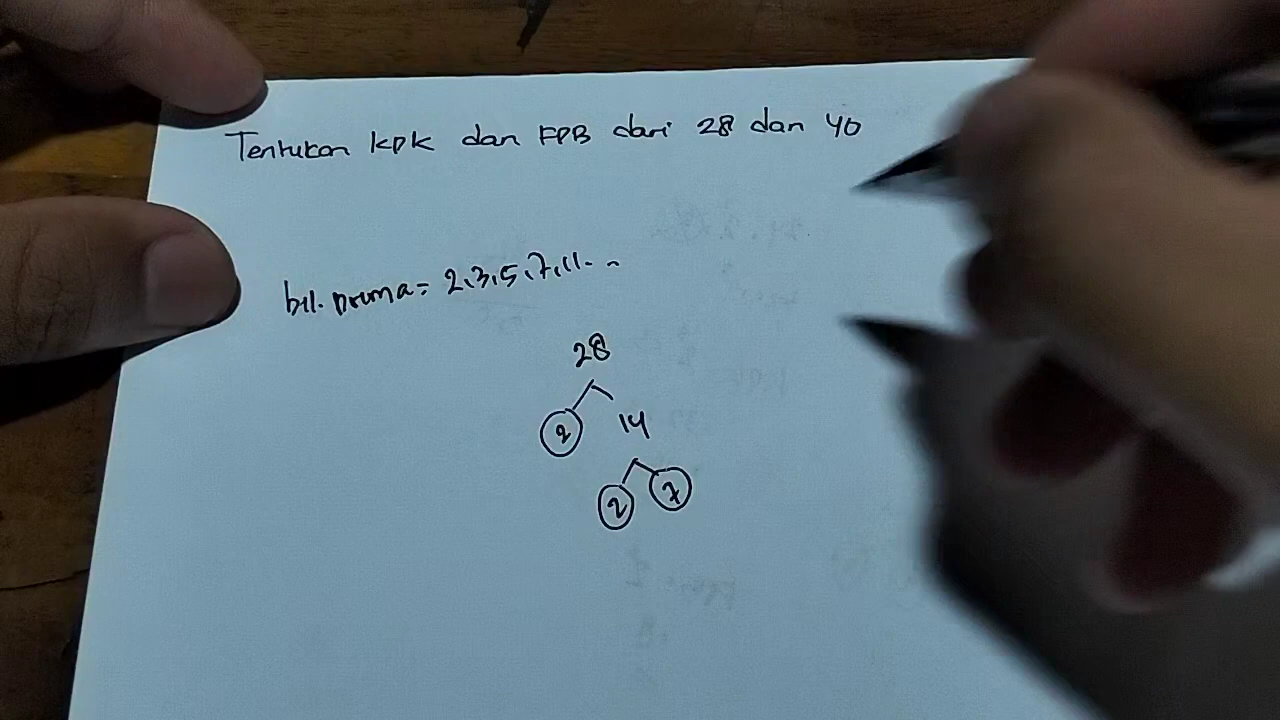 Tentukan KPK dan FPB dari 28 dan 40
bil. prima = 2,3,5,7,11...
28
2 14
2 7